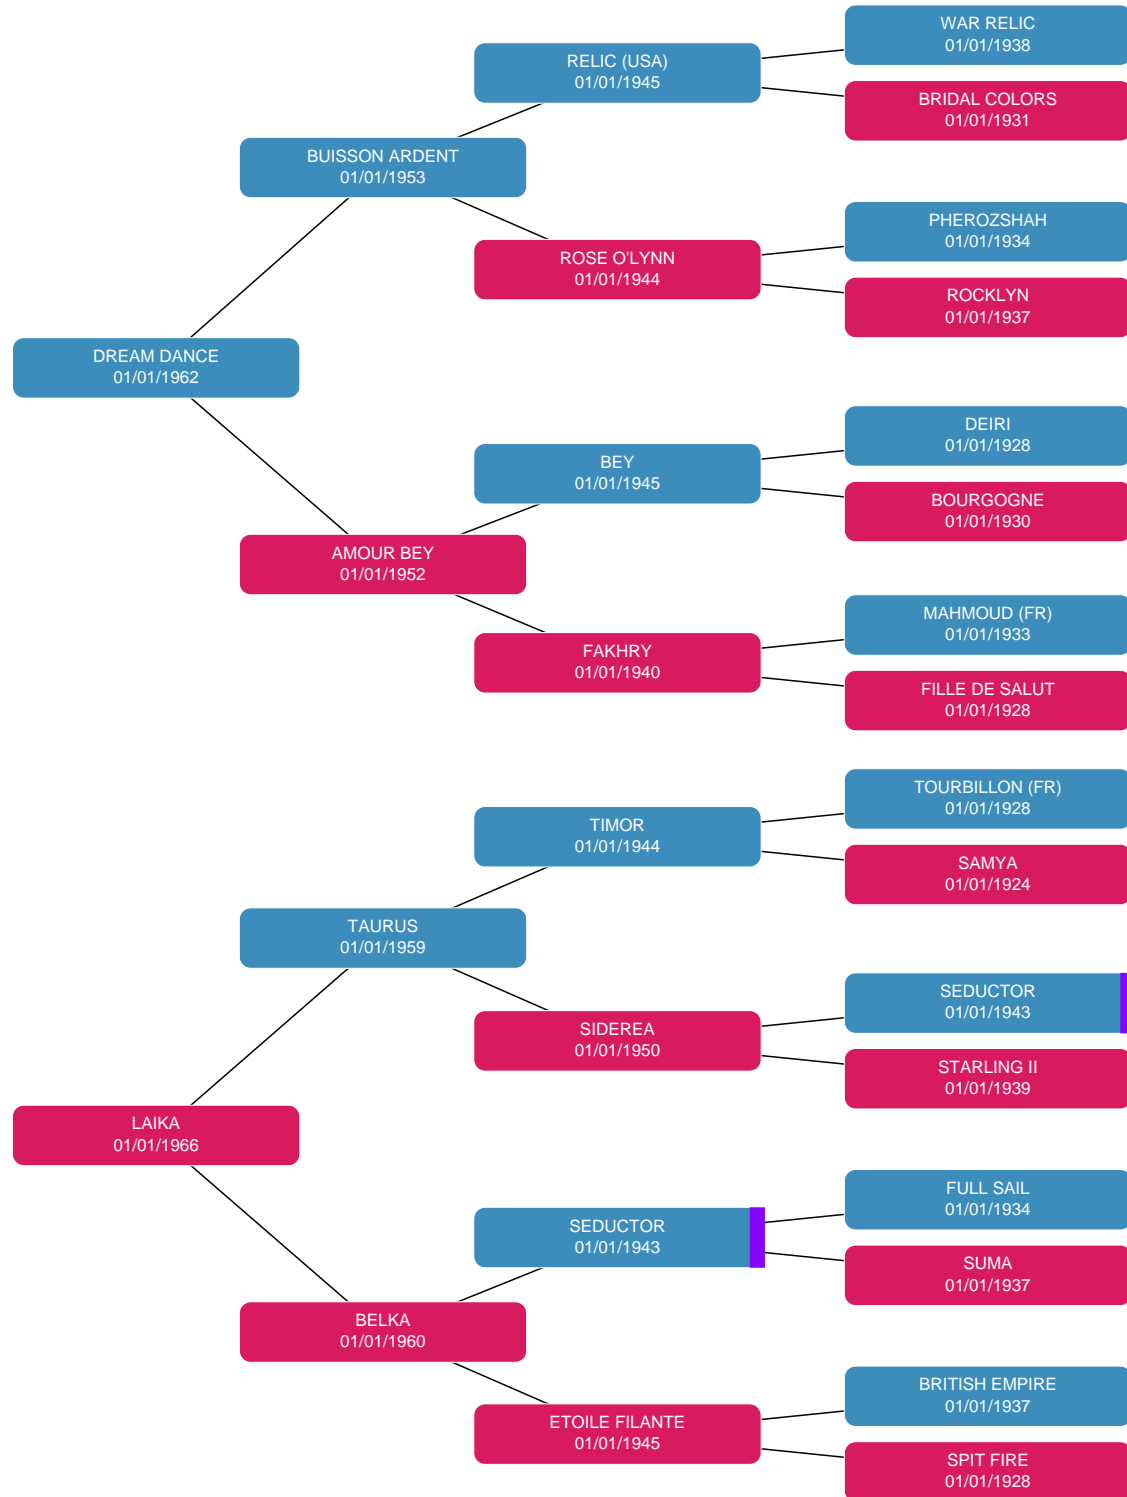 WAR RELIC
01/01/1938
RELIC (USA)
01/01/1945
BRIDAL COLORS
01/01/1931
BUISSON ARDENT
01/01/1953
PHEROZSHAH
01/01/1934
ROSE O'LYNN
01/01/1944
ROCKLYN
01/01/1937
DREAM DANCE
01/01/1962
DEIRI
01/01/1928
BEY
01/01/1945
BOURGOGNE
01/01/1930
AMOUR BEY
01/01/1952
MAHMOUD (FR)
01/01/1933
FAKHRY
01/01/1940
FILLE DE SALUT
01/01/1928
TOURBILLON (FR)
01/01/1928
TIMOR
01/01/1944
SAMYA
01/01/1924
TAURUS
01/01/1959
SEDUCTOR
01/01/1943
SIDEREA
01/01/1950
STARLING II
01/01/1939
LAIKA
01/01/1966
FULL SAIL
01/01/1934
SEDUCTOR
01/01/1943
SUMA
01/01/1937
BELKA
01/01/1960
BRITISH EMPIRE
01/01/1937
ETOILE FILANTE
01/01/1945
SPIT FIRE
01/01/1928